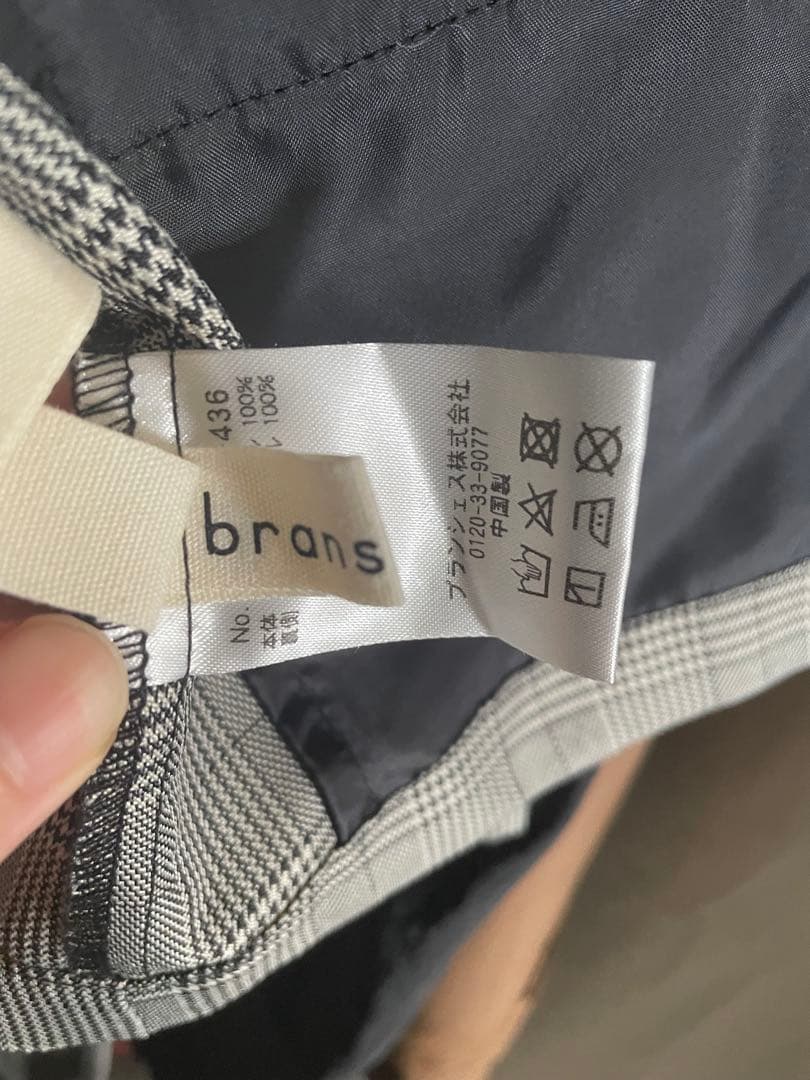 brans
No. 436
本体 100%
裏側 100%
ブランシェス株式会社
0120-33-9077
中国製